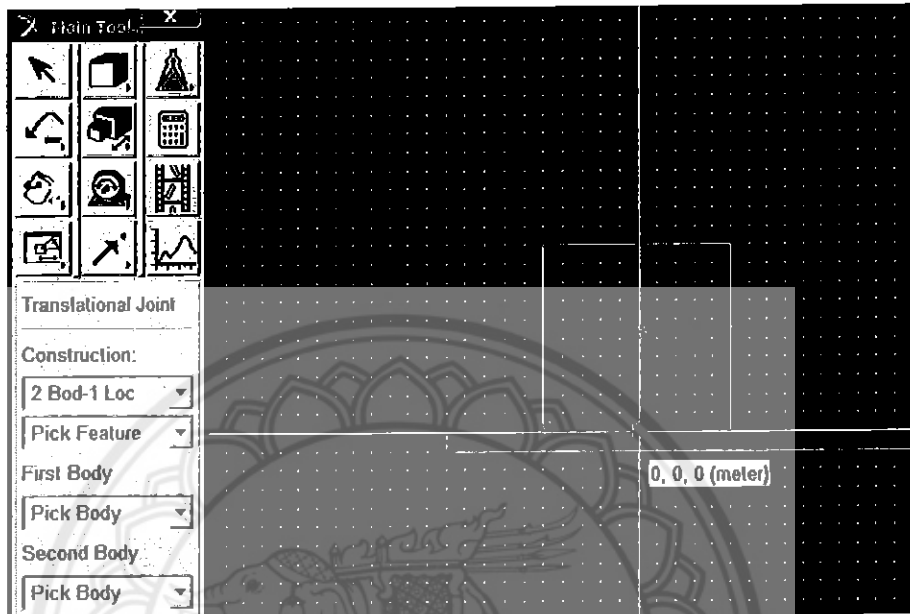 Main Tools
X
Translational Joint
Construction:
2 Bod-1 Loc
Pick Feature
First Body
Pick Body
Second Body
Pick Body
0, 0, 0 (meter)